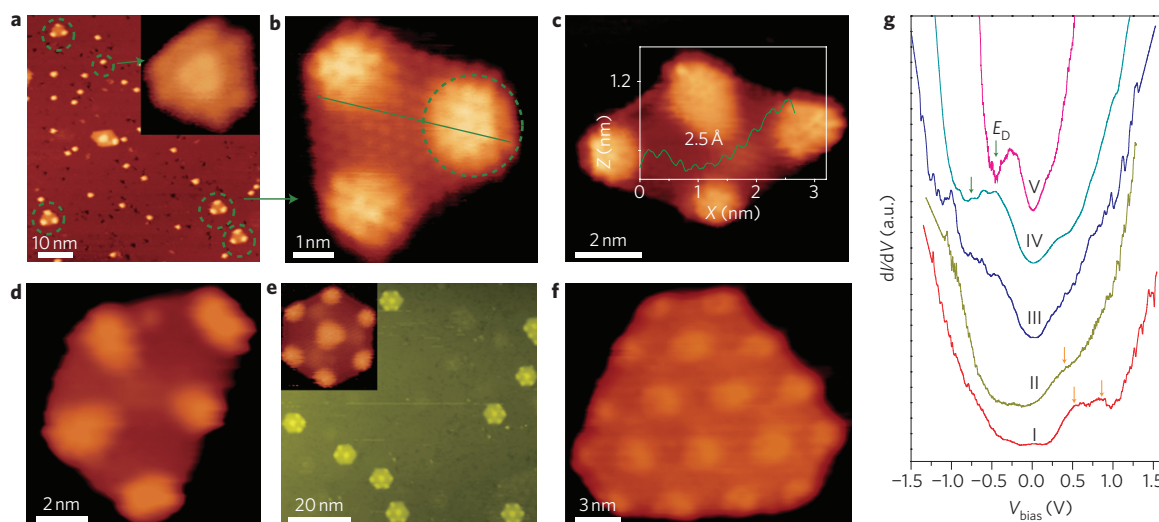 a
10 nm
b
1 nm
c
Z (nm)
1.2
0
2.5 Å
0
1
2
3
X (nm)
2 nm
d
2 nm
e
20 nm
f
3 nm
g
dI/dV (a.u.)
E_D
V
IV
III
II
I
−1.5 −1.0 −0.5 0.0 0.5 1.0 1.5
V_bias (V)